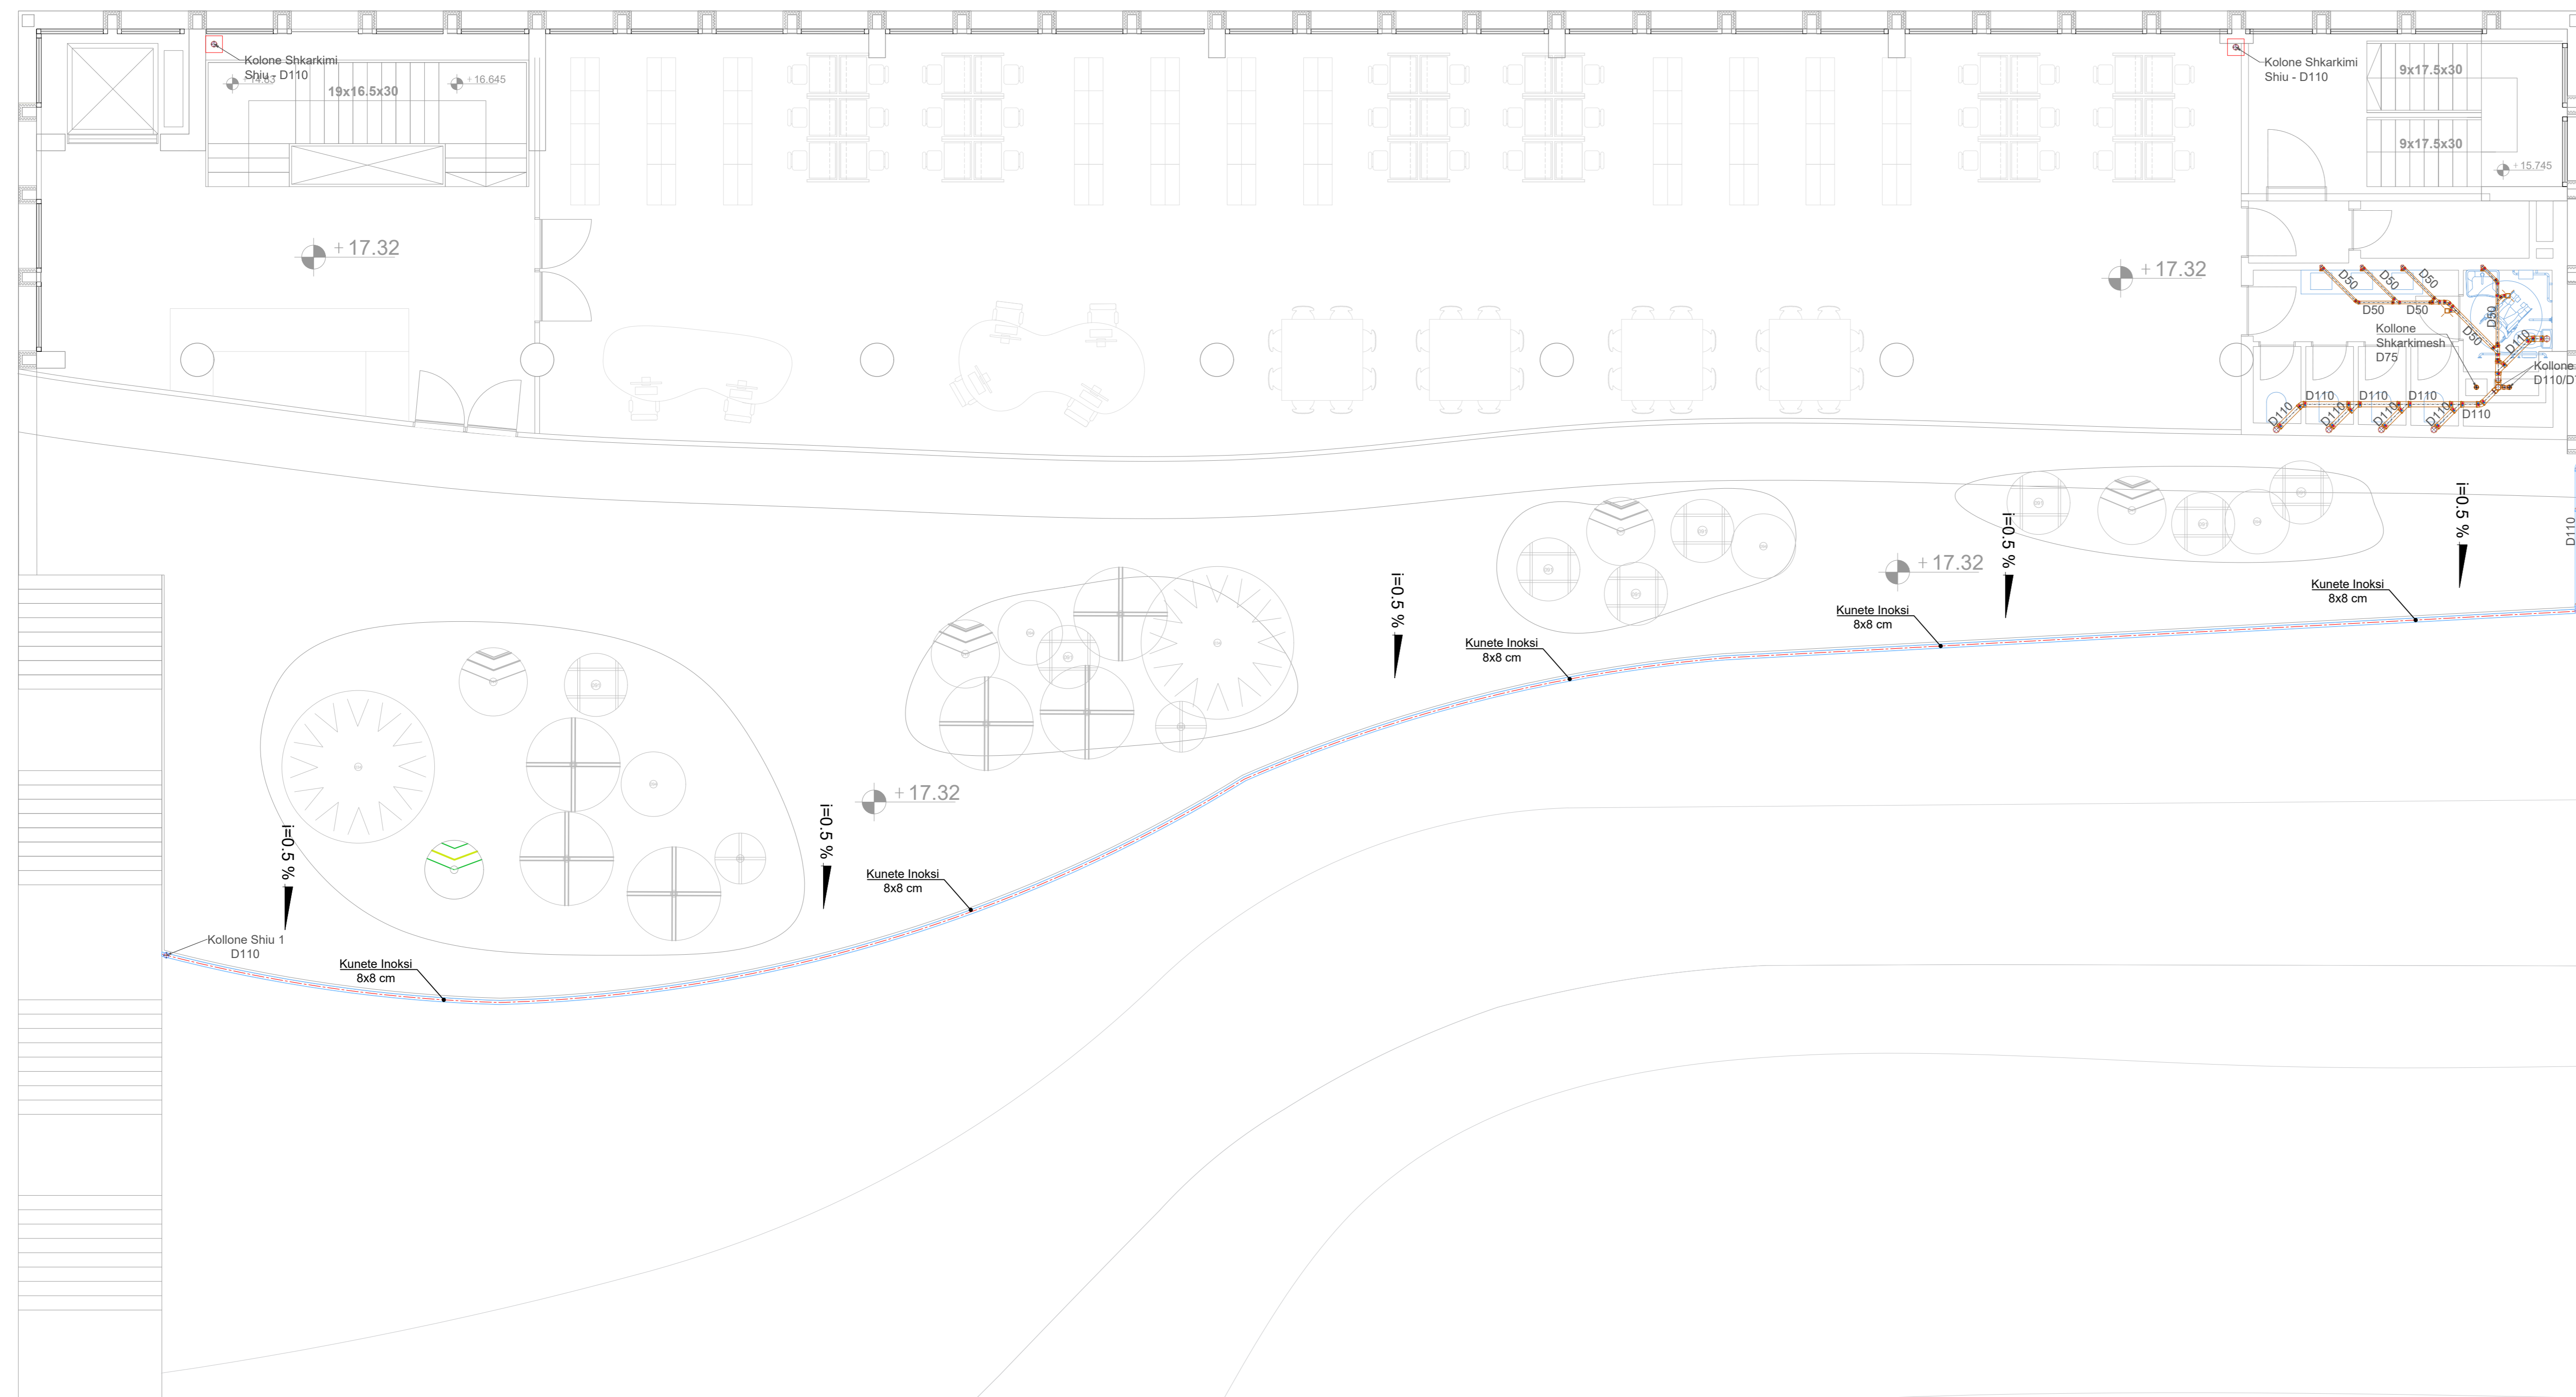 Kolone Shkarkimi
Shiu - D110
+16.645
19x16.5x30
Kolone Shkarkimi
Shiu - D110
9x17.5x30
9x17.5x30
+15.745
+17.32
+17.32
D50
D50
D50
D50
D50
D50
D50
Kollone
Shkarkimesh
D75
D110
Kollone
D110
D110
D110
D110
D110
D110
D110
D110
i=0.5 %
i=0.5 %
D110
i=0.5 %
+17.32
Kunete Inoksi
8x8 cm
Kunete Inoksi
8x8 cm
Kunete Inoksi
8x8 cm
+17.32
i=0.5 %
i=0.5 %
Kunete Inoksi
8x8 cm
Kollone Shiu 1
D110
Kunete Inoksi
8x8 cm